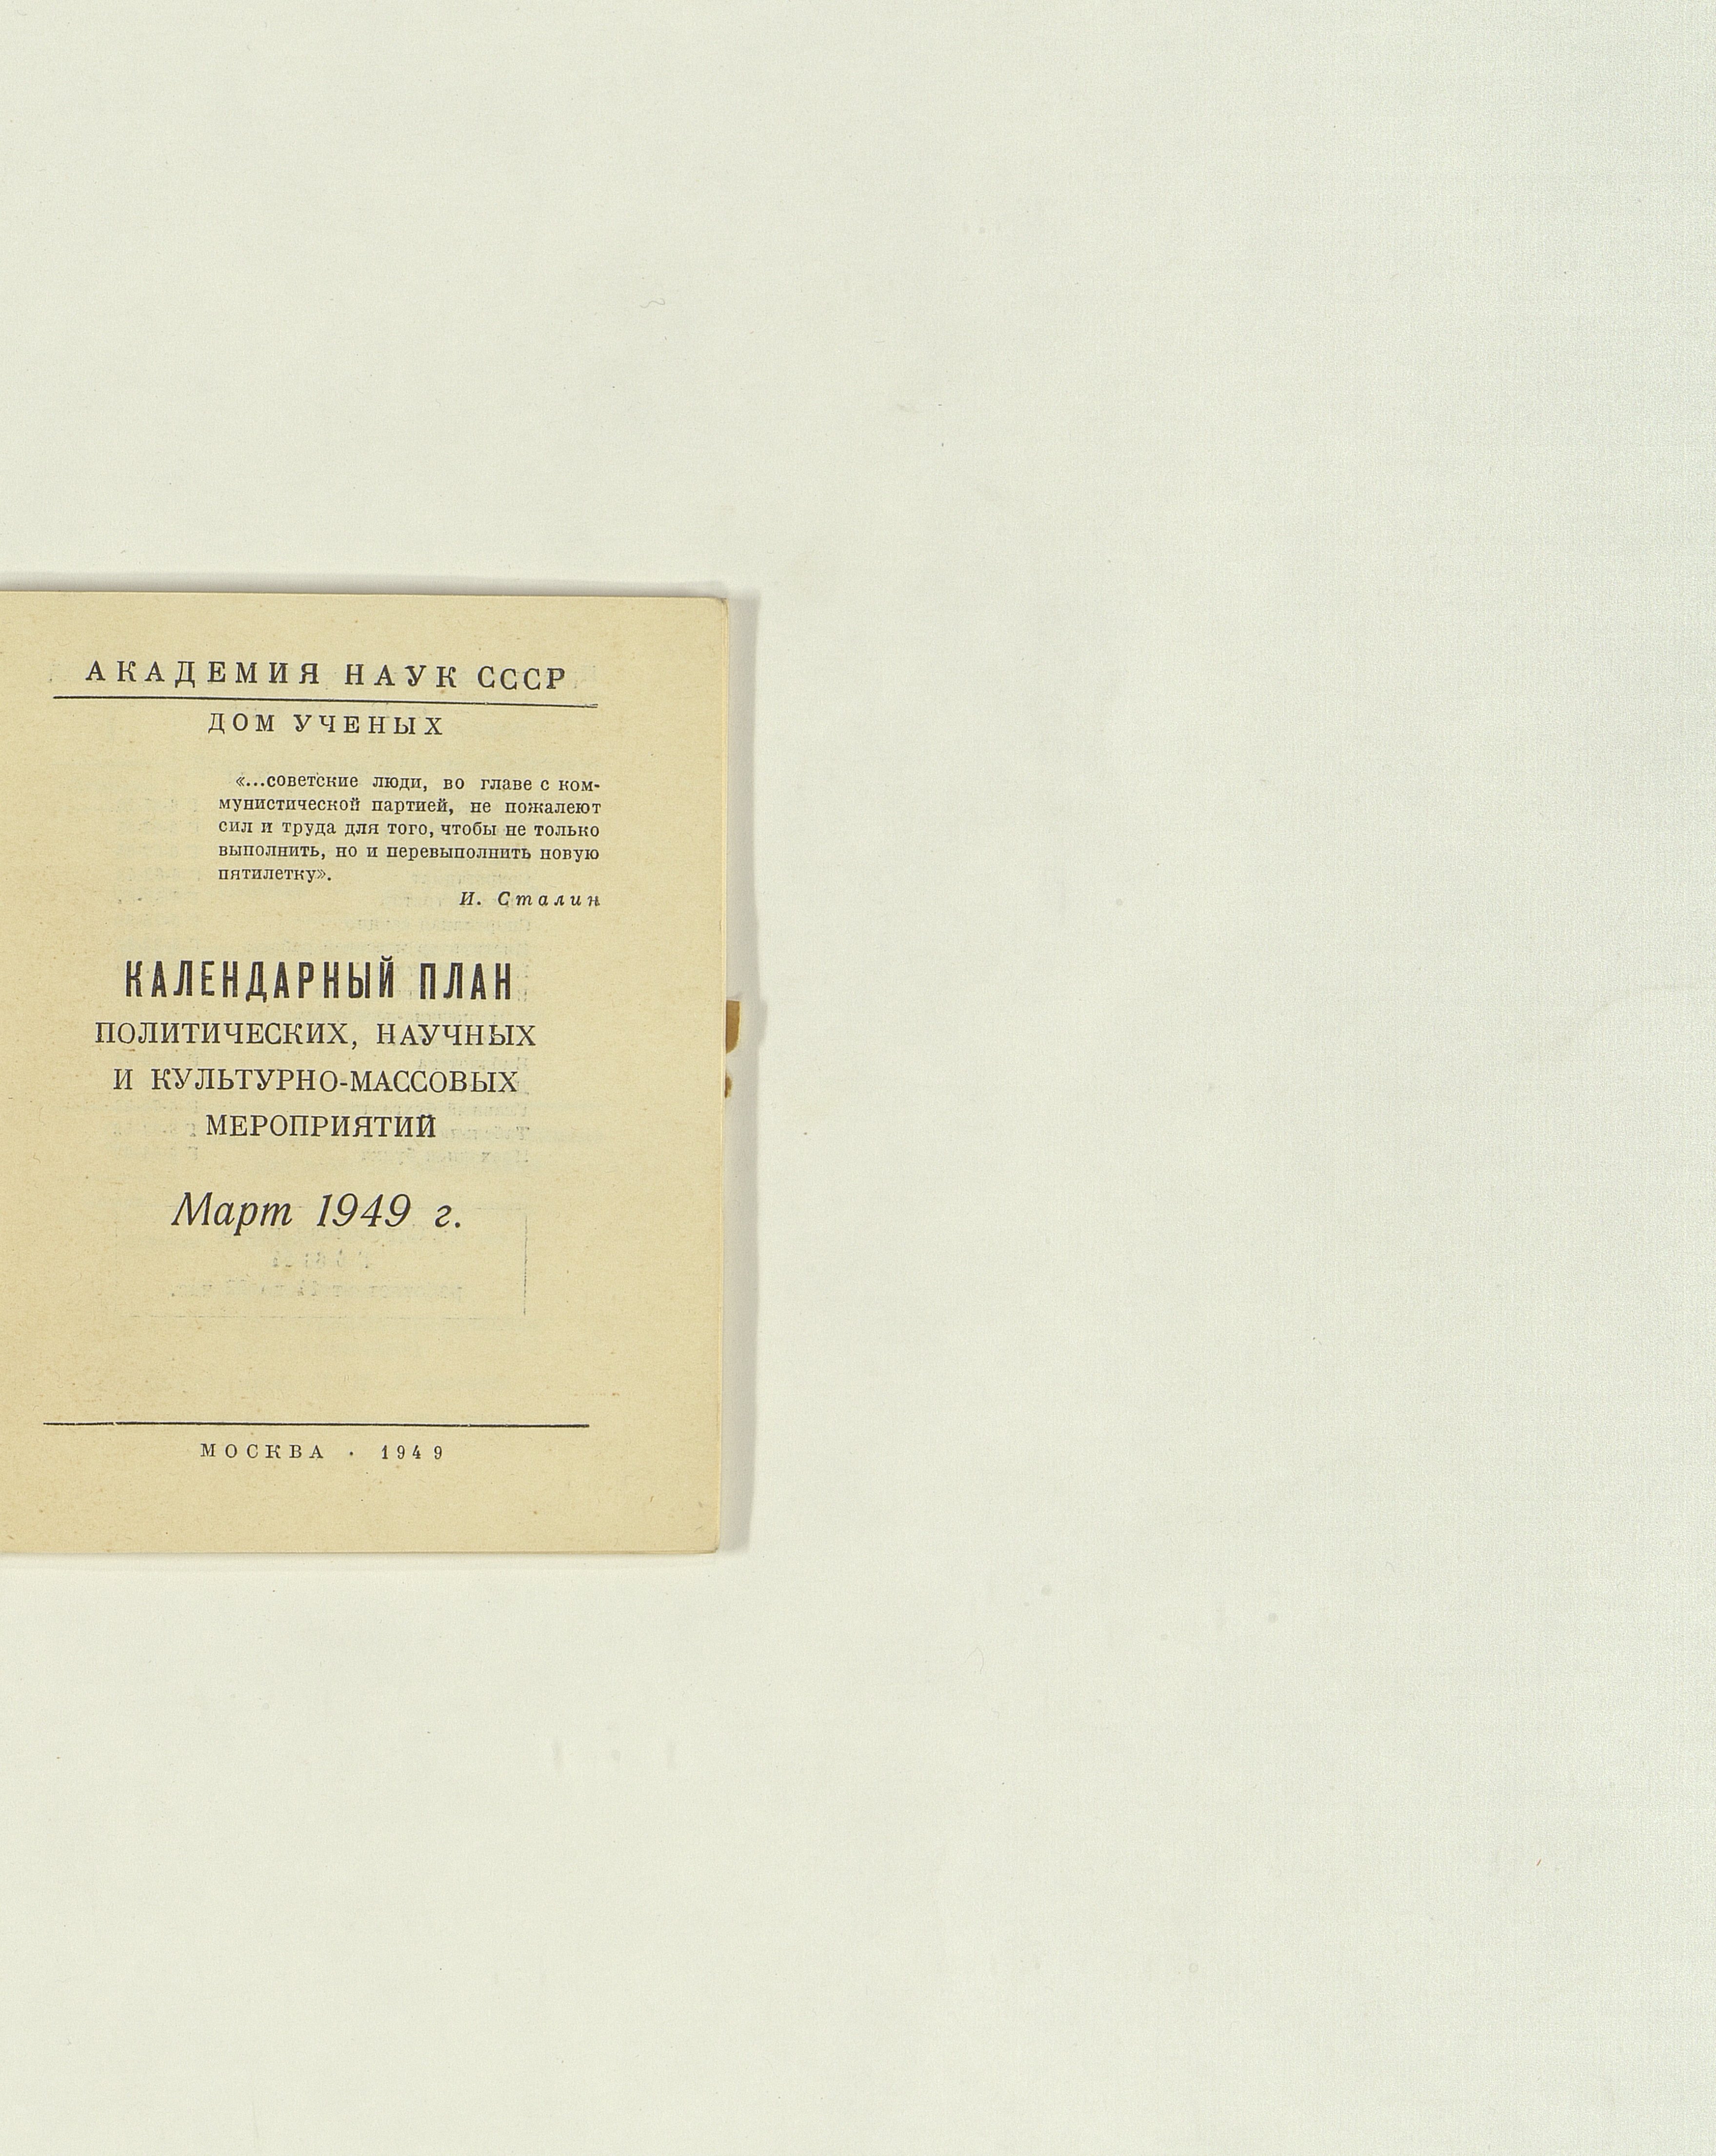 АКАДЕМИЯ НАУК СССР
ДОМ УЧЕНЫХ
«...советские люди, во главе с ком-
мунистической партией, не пожалеют
сил и труда для того, чтобы не только
выполнить, но и перевыполнить новую
пятилетку».
И. Сталин
КАЛЕНДАРНЫЙ ПЛАН
ПОЛИТИЧЕСКИХ, НАУЧНЫХ
И КУЛЬТУРНО-МАССОВЫХ
МЕРОПРИЯТИЙ
Март 1949 г.
МОСКВА · 1949